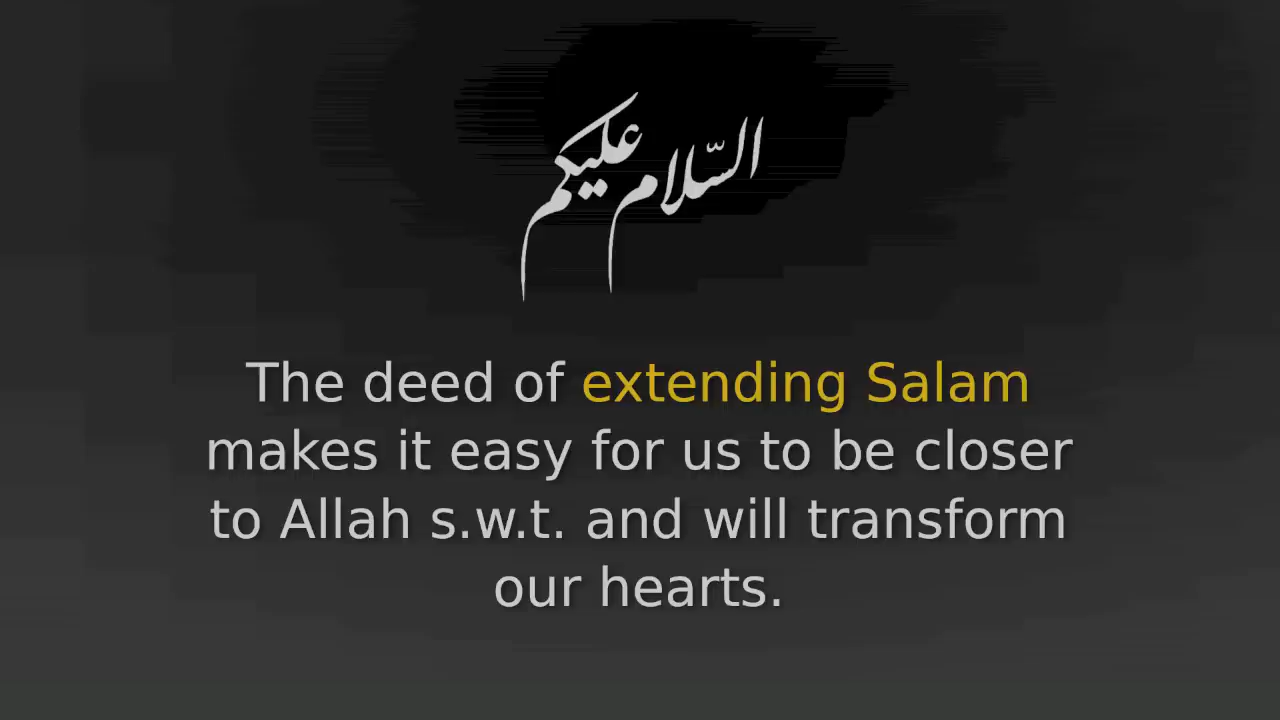 السّلام عليكم
The deed of extending Salam
makes it easy for us to be closer
to Allah s.w.t. and will transform
our hearts.